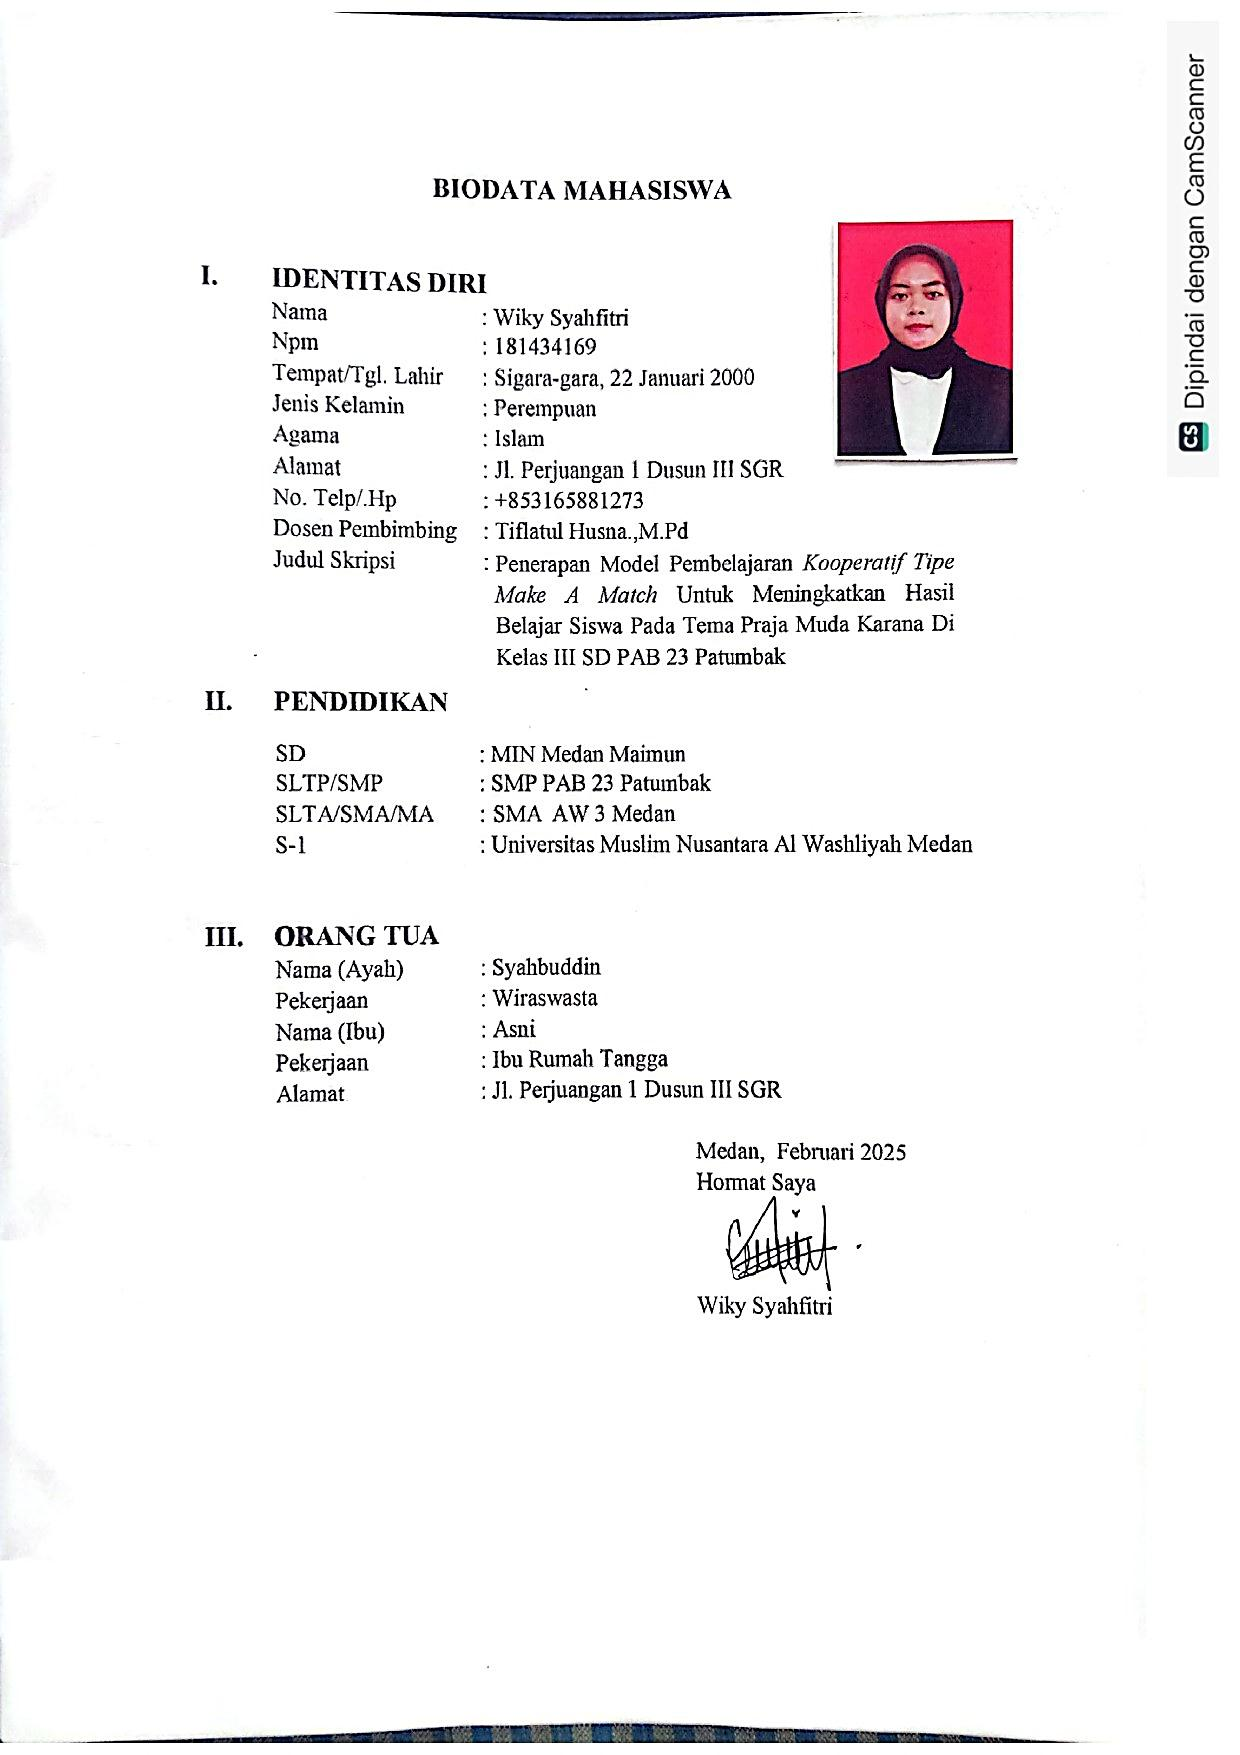 BIODATA MAHASISWA
I. IDENTITAS DIRI
Nama : Wiky Syahfitri
Npm : 181434169
Tempat/Tgl. Lahir : Sigara-gara, 22 Januari 2000
Jenis Kelamin : Perempuan
Agama : Islam
Alamat : Jl. Perjuangan 1 Dusun III SGR
No. Telp/.Hp : +853165881273
Dosen Pembimbing : Tiflatul Husna.,M.Pd
Judul Skripsi : Penerapan Model Pembelajaran Kooperatif Tipe
Make A Match Untuk Meningkatkan Hasil
Belajar Siswa Pada Tema Praja Muda Karana Di
Kelas III SD PAB 23 Patumbak
II. PENDIDIKAN
SD : MIN Medan Maimun
SLTP/SMP : SMP PAB 23 Patumbak
SLTA/SMA/MA : SMA AW 3 Medan
S-1 : Universitas Muslim Nusantara Al Washliyah Medan
III. ORANG TUA
Nama (Ayah) : Syahbuddin
Pekerjaan : Wiraswasta
Nama (Ibu) : Asni
Pekerjaan : Ibu Rumah Tangga
Alamat : Jl. Perjuangan 1 Dusun III SGR
Medan, Februari 2025
Hormat Saya
Wiky Syahfitri
CS Dipindai dengan CamScanner